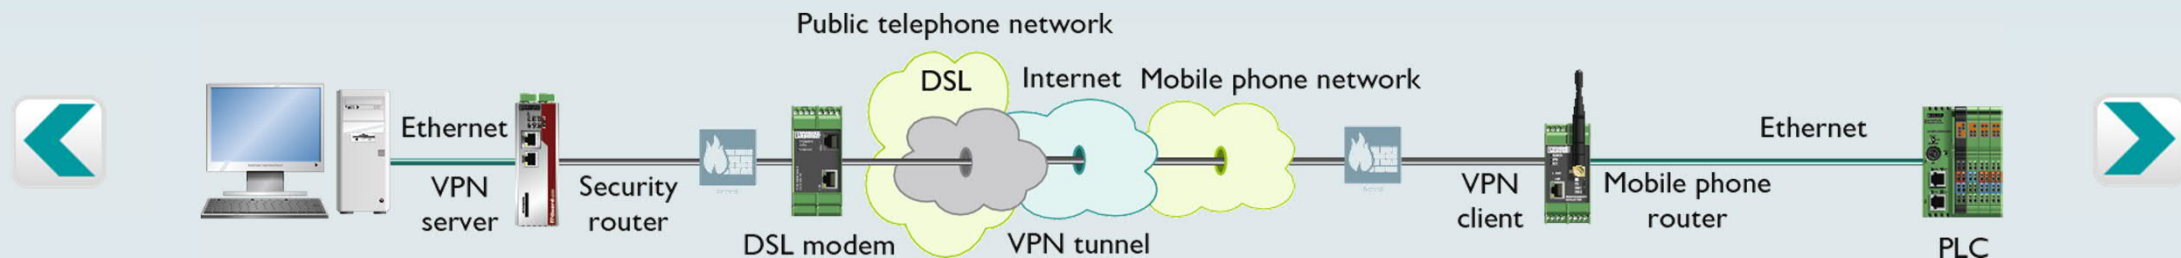 Public telephone network
DSL
Internet
Mobile phone network
Ethernet
Ethernet
VPN
server
Security
router
VPN
client
Mobile phone
router
DSL modem
VPN tunnel
PLC